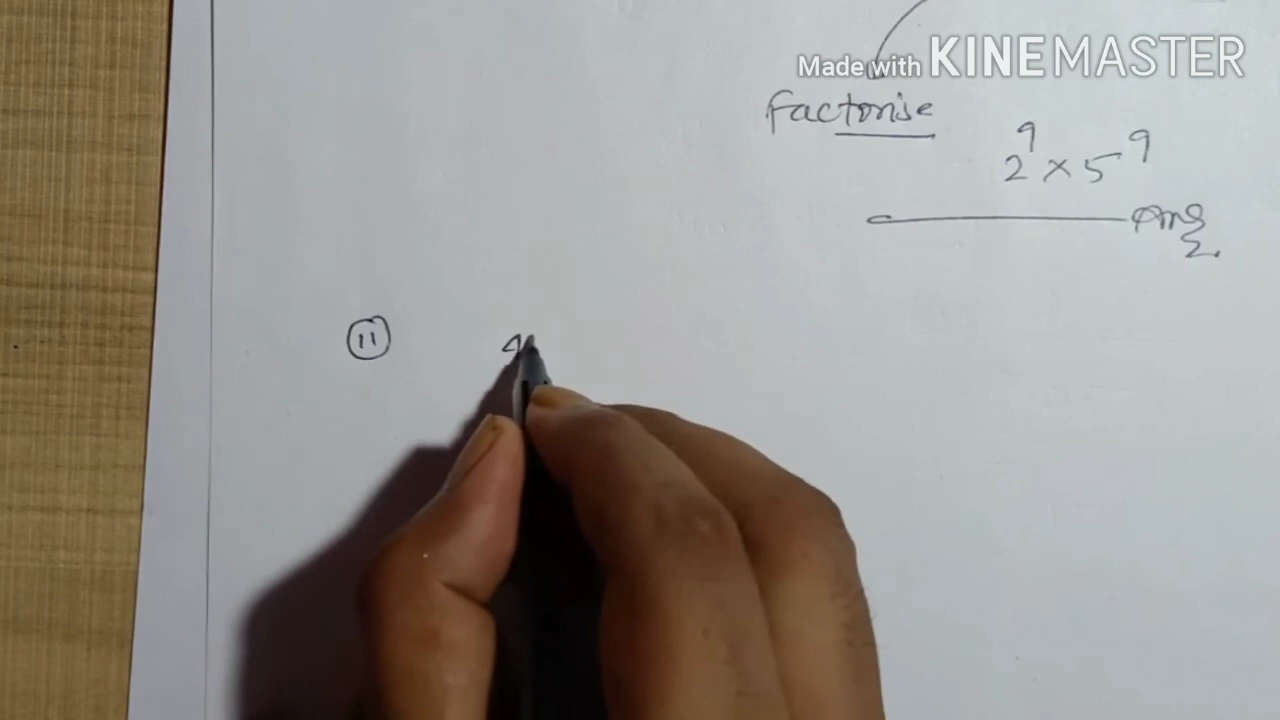 Made with KINEMASTER
Factorise
2⁹ × 5⁹
Ans
(11)